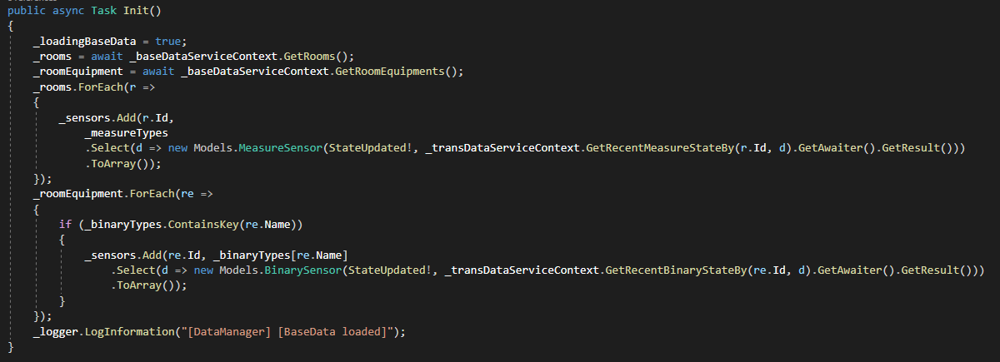 public async Task Init()
{
    _loadingBaseData = true;
    _rooms = await _baseDataServiceContext.GetRooms();
    _roomEquipment = await _baseDataServiceContext.GetRoomEquipments();
    _rooms.ForEach(r =>
    {
        _sensors.Add(r.Id,
            _measureTypes
            .Select(d => new Models.MeasureSensor(StateUpdated!, _transDataServiceContext.GetRecentMeasureStateBy(r.Id, d).GetAwaiter().GetResult()))
            .ToArray());
    });
    _roomEquipment.ForEach(re =>
    {
        if (_binaryTypes.ContainsKey(re.Name))
        {
            _sensors.Add(re.Id, _binaryTypes[re.Name]
                .Select(d => new Models.BinarySensor(StateUpdated!, _transDataServiceContext.GetRecentBinaryStateBy(re.Id, d).GetAwaiter().GetResult()))
                .ToArray());
        }
    });
    _logger.LogInformation("[DataManager] [BaseData loaded]");
}